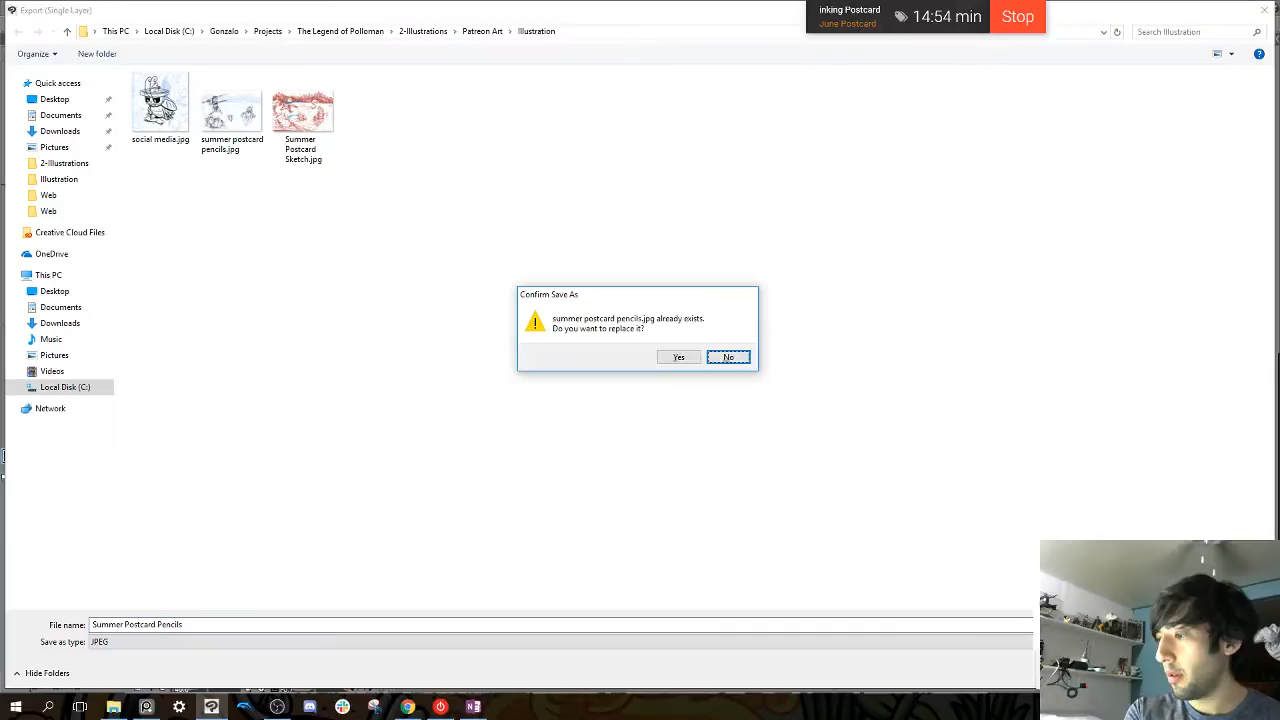 Export (Single Layer)
inking Postcard
June Postcard
14:54 min
Stop
This PC
Local Disk (C:)
Gonzalo
Projects
The Legend of Polloman
2-Illustrations
Patreon Art
Illustration
Search Illustration
Organize
New folder
Quick access
Desktop
Documents
Downloads
Pictures
2-Illustrations
Illustration
Web
Web
Creative Cloud Files
OneDrive
This PC
Desktop
Documents
Downloads
Music
Pictures
Videos
Local Disk (C:)
Network
social media.jpg
summer postcard
pencils.jpg
Summer
Postcard
Sketch.jpg
Confirm Save As
summer postcard pencils.jpg already exists.
Do you want to replace it?
Yes
No
File name:
Summer Postcard Pencils
Save as type:
JPEG
Hide Folders